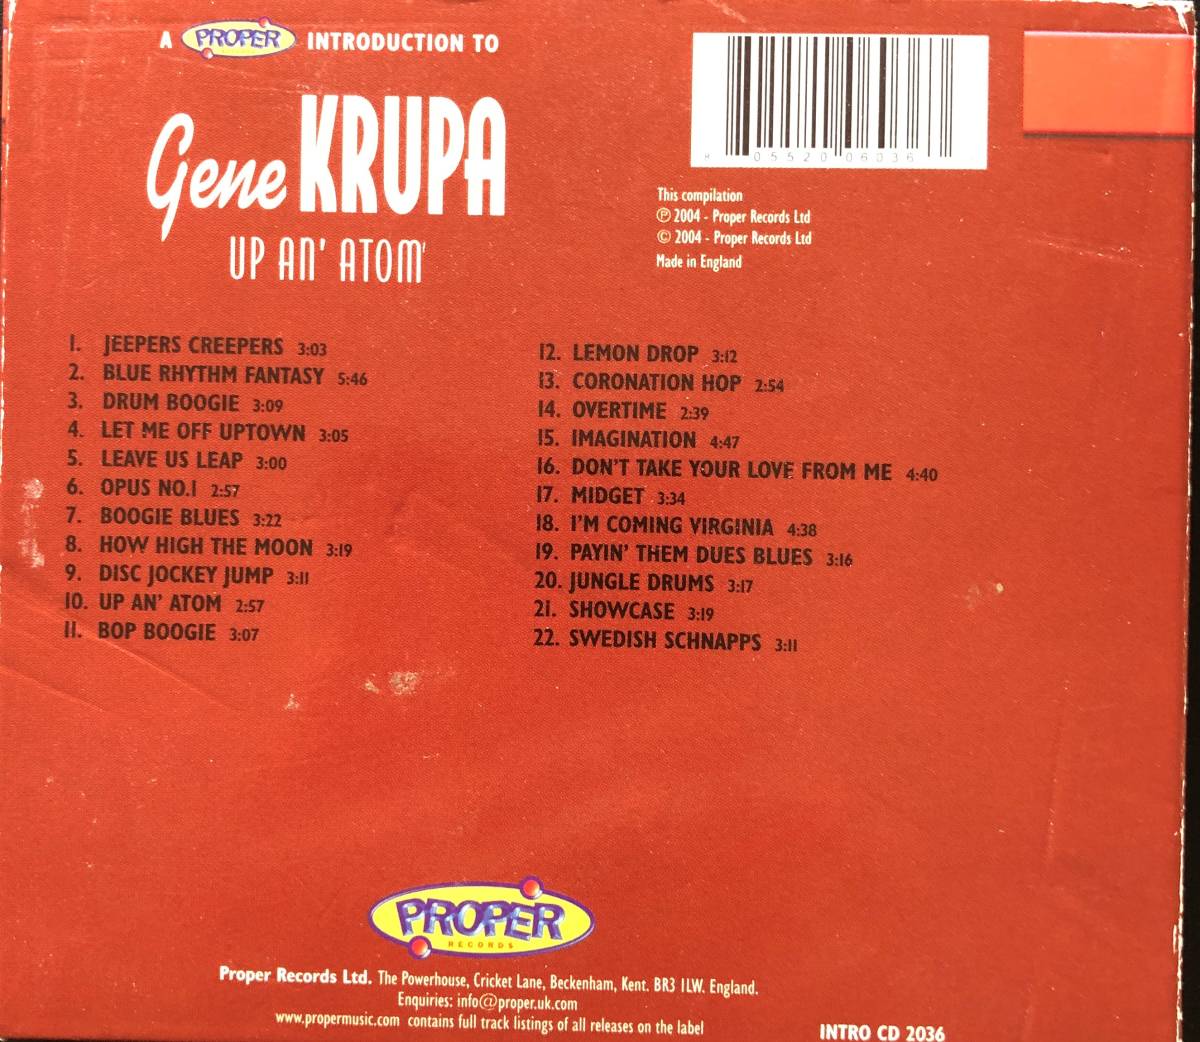 A PROPER INTRODUCTION TO
Gene KRUPA
UP AN' ATOM'
8 05520 06036
This compilation
℗ 2004 - Proper Records Ltd
© 2004 - Proper Records Ltd
Made in England
1. JEEPERS CREEPERS 3:03
2. BLUE RHYTHM FANTASY 5:46
3. DRUM BOOGIE 3:09
4. LET ME OFF UPTOWN 3:05
5. LEAVE US LEAP 3:00
6. OPUS NO.1 2:57
7. BOOGIE BLUES 3:22
8. HOW HIGH THE MOON 3:19
9. DISC JOCKEY JUMP 3:11
10. UP AN' ATOM 2:57
11. BOP BOOGIE 3:07
12. LEMON DROP 3:12
13. CORONATION HOP 2:54
14. OVERTIME 2:39
15. IMAGINATION 4:47
16. DON'T TAKE YOUR LOVE FROM ME 4:40
17. MIDGET 3:34
18. I'M COMING VIRGINIA 4:38
19. PAYIN' THEM DUES BLUES 3:16
20. JUNGLE DRUMS 3:17
21. SHOWCASE 3:19
22. SWEDISH SCHNAPPS 3:11
PROPER
RECORDS
Proper Records Ltd. The Powerhouse, Cricket Lane, Beckenham, Kent. BR3 1LW. England.
Enquiries: info@proper.uk.com
www.propermusic.com contains full track listings of all releases on the label
INTRO CD 2036